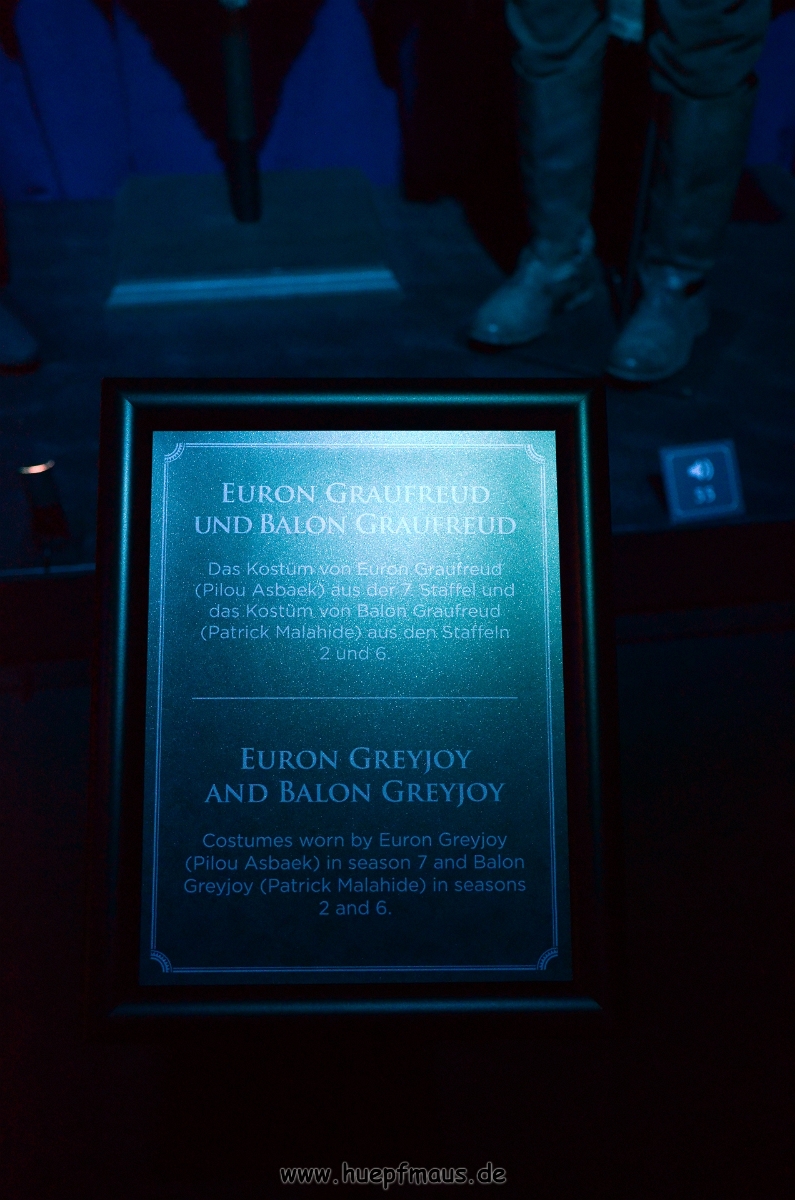 EURON GRAUFREUD
UND BALON GRAUFREUD
Das Kostüm von Euron Graufreud
(Pilou Asbaek) aus der 7. Staffel und
das Kostüm von Balon Graufreud
(Patrick Malahide) aus den Staffeln
2 und 6.
EURON GREYJOY
AND BALON GREYJOY
Costumes worn by Euron Greyjoy
(Pilou Asbaek) in season 7 and Balon
Greyjoy (Patrick Malahide) in seasons
2 and 6.
www.huepfmaus.de